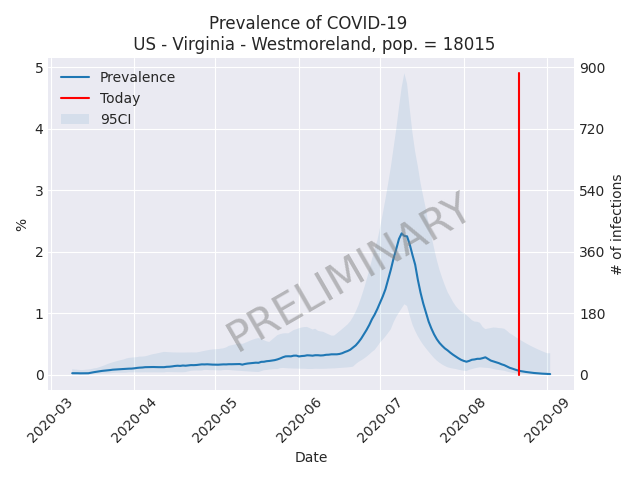 Prevalence of COVID-19
US - Virginia - Westmoreland, pop. = 18015
Prevalence
Today
95CI
PRELIMINARY
%
5
4
3
2
1
0
900
720
540
360
180
0
# of infections
2020-03
2020-04
2020-05
2020-06
2020-07
2020-08
2020-09
Date